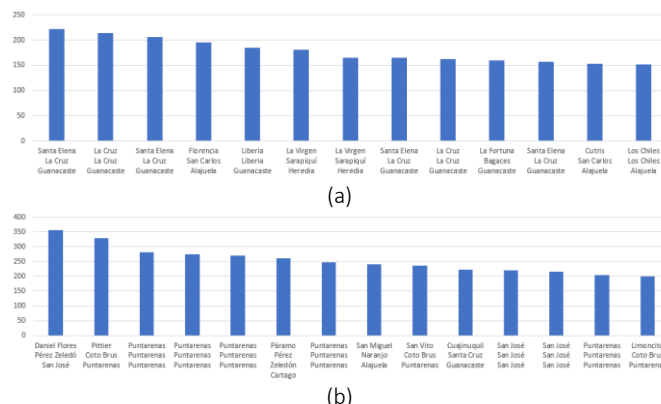 250
200
150
100
50
0
Santa Elena La Cruz Santa Elena Florencia Liberia La Virgen La Virgen Santa Elena La Cruz La Fortuna Santa Elena Cutris Los Chiles
La Cruz La Cruz La Cruz San Carlos Liberia Sarapiquí Sarapiquí La Cruz La Cruz Bagaces La Cruz San Carlos Los Chiles
Guanacaste Guanacaste Guanacaste Alajuela Guanacaste Heredia Heredia Guanacaste Guanacaste Guanacaste Guanacaste Alajuela Alajuela
(a)
400
350
300
250
200
150
100
50
0
Daniel Flores Pittier Puntarenas Puntarenas Puntarenas Páramo Puntarenas San Miguel San Vito Cuajinuquil San José San José Puntarenas Limoncito
Pérez Zeledó Coto Brus Puntarenas Puntarenas Puntarenas Pérez Puntarenas Naranjo Coto Brus Santa Cruz San José San José Puntarenas Coto Brus
San José Puntarenas Puntarenas Puntarenas Puntarenas Zeledón Puntarenas Alajuela Puntarenas Guanacaste San José San José Puntarenas Puntarenas
Cartago
(b)